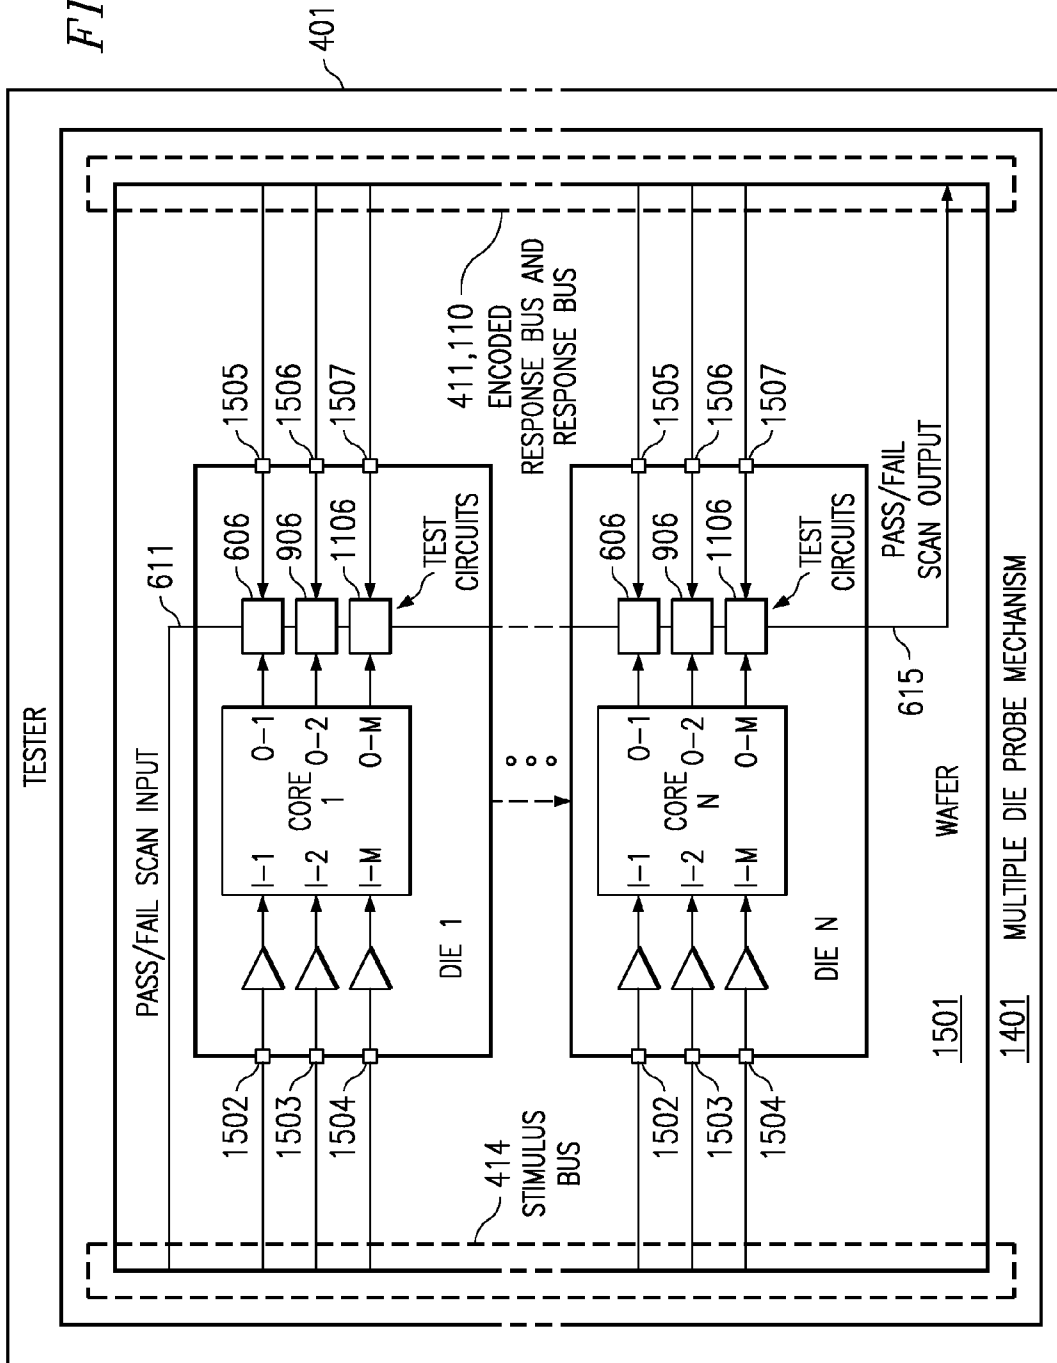 FI
TESTER
401
PASS/FAIL SCAN INPUT
611
1502
1503
1504
I-1
I-2
I-M
CORE
1
O-1
O-2
O-M
DIE 1
606
906
1106
TEST
CIRCUITS
1505
1506
1507
414
STIMULUS
BUS
411,110
ENCODED
RESPONSE BUS AND
RESPONSE BUS
1502
1503
1504
I-1
I-2
I-M
CORE
N
O-1
O-2
O-M
DIE N
606
906
1106
TEST
CIRCUITS
1505
1506
1507
615
PASS/FAIL
SCAN OUTPUT
1501
WAFER
1401
MULTIPLE DIE PROBE MECHANISM